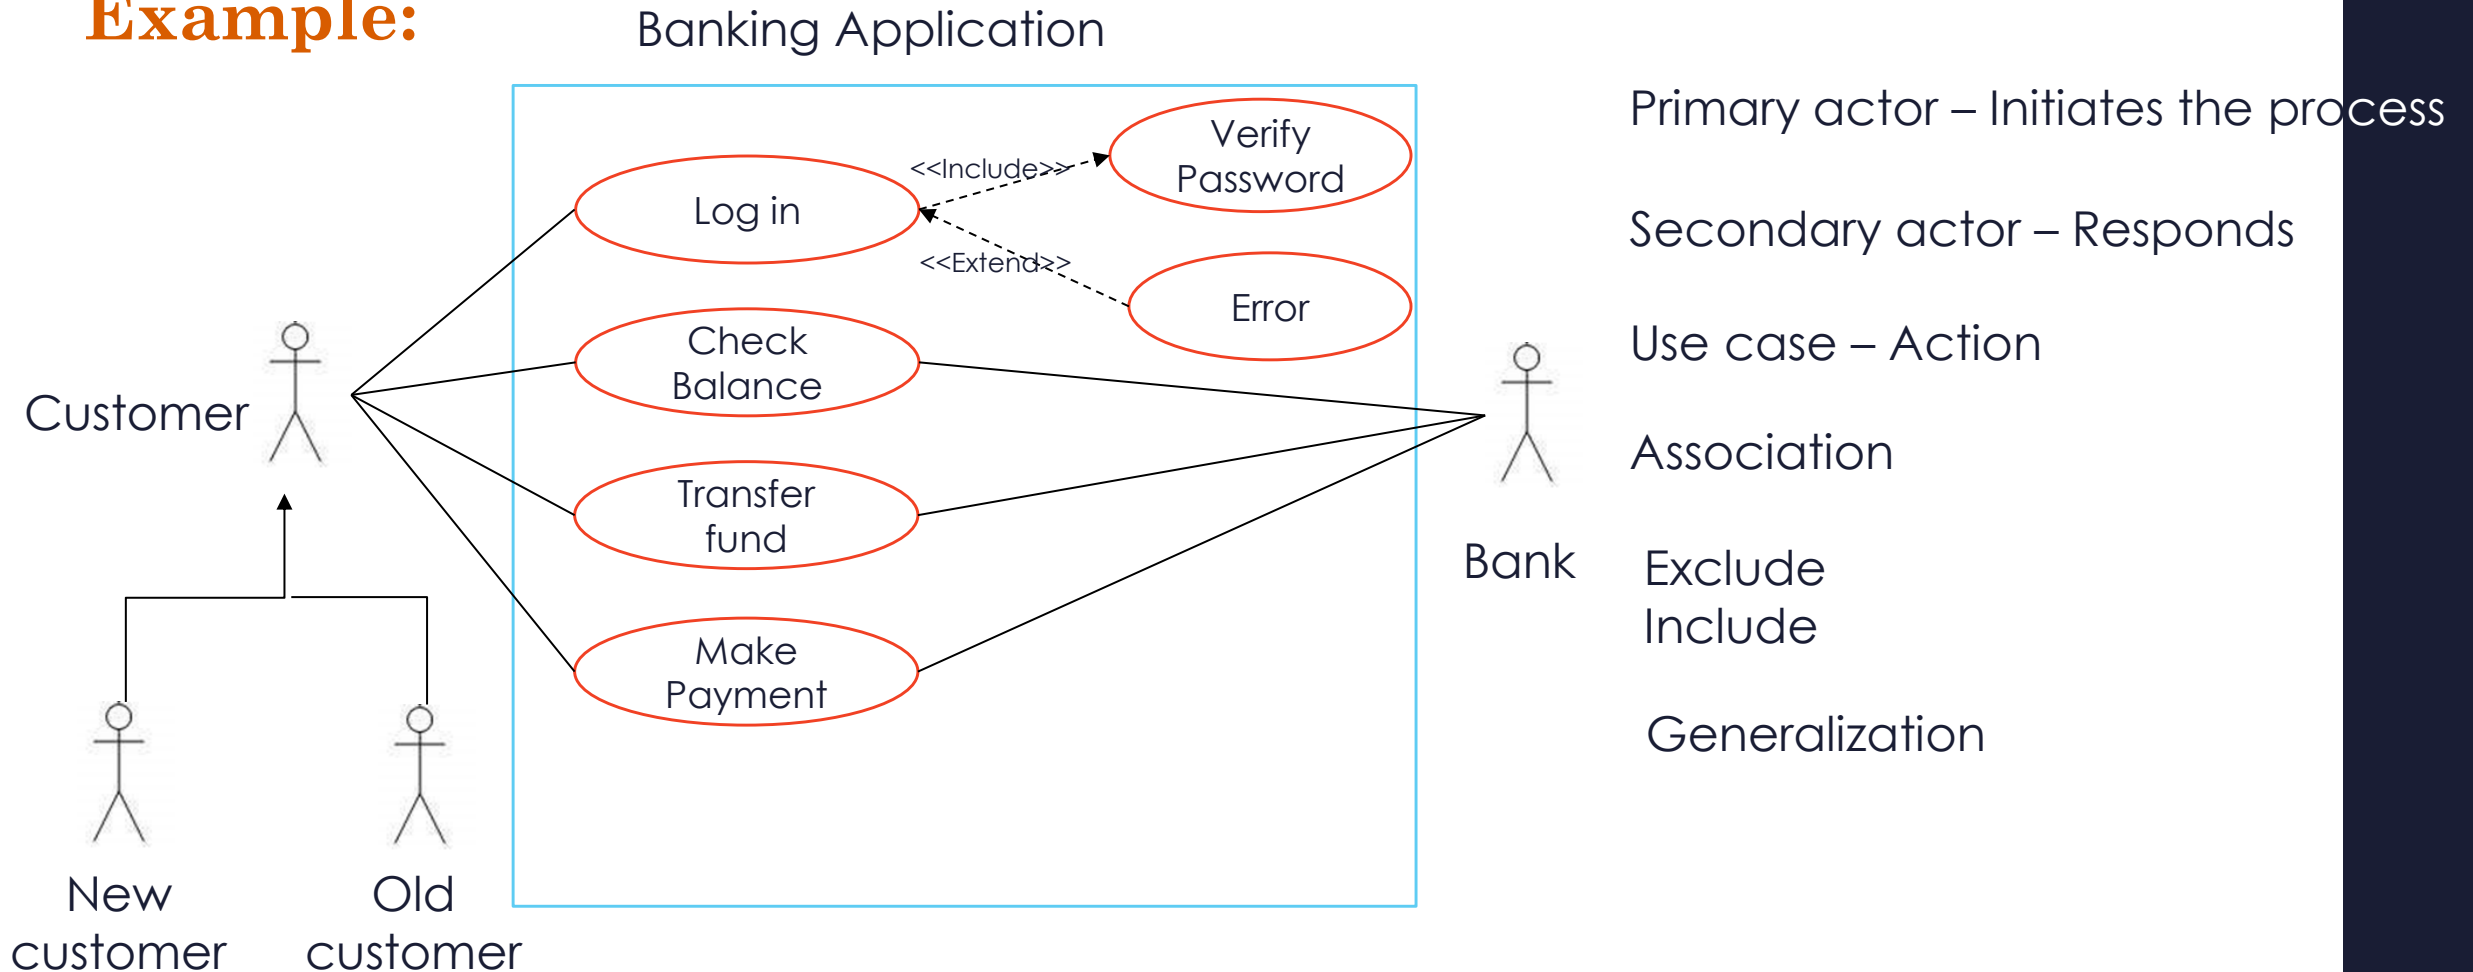 Example:
Banking Application
Primary actor – Initiates the process
Secondary actor – Responds
Use case – Action
Association
Exclude
Include
Generalization
Verify
Password
<<Include>>
Log in
<<Extend>>
Error
Check
Balance
Customer
Transfer
fund
Bank
Make
Payment
New
customer
Old
customer